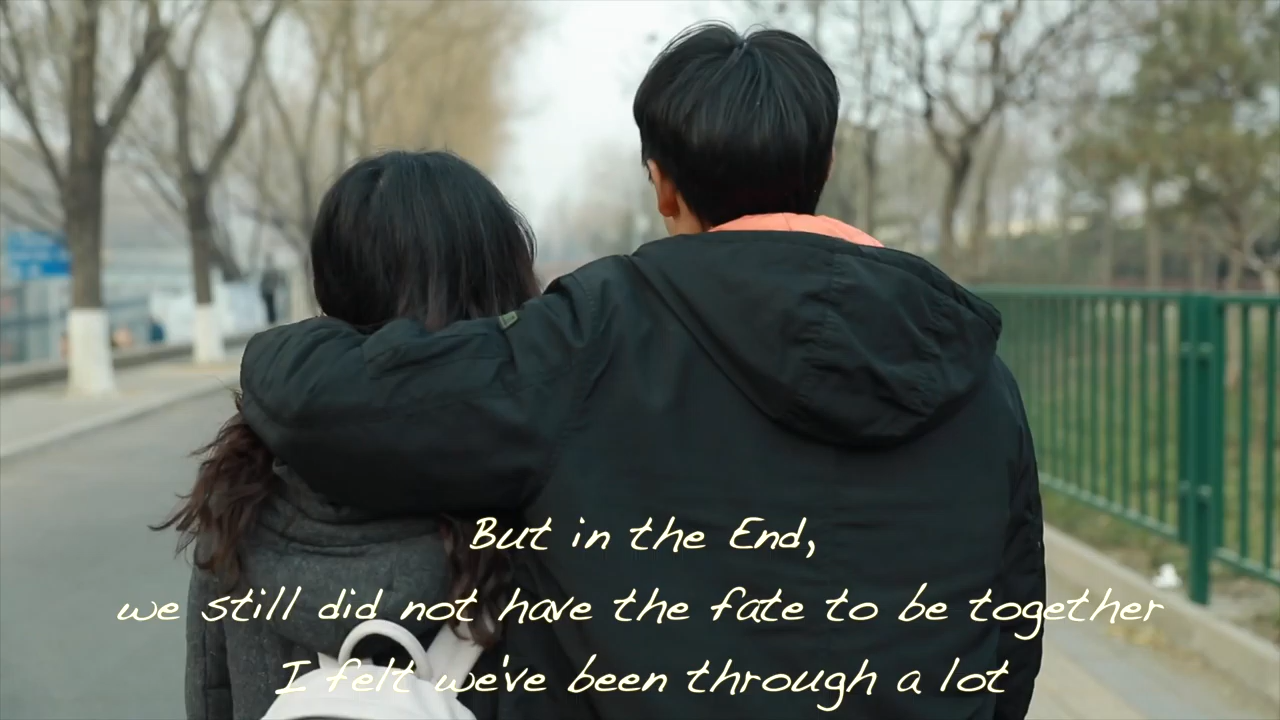 But in the End,
we still did not have the fate to be together
I felt we've been through a lot